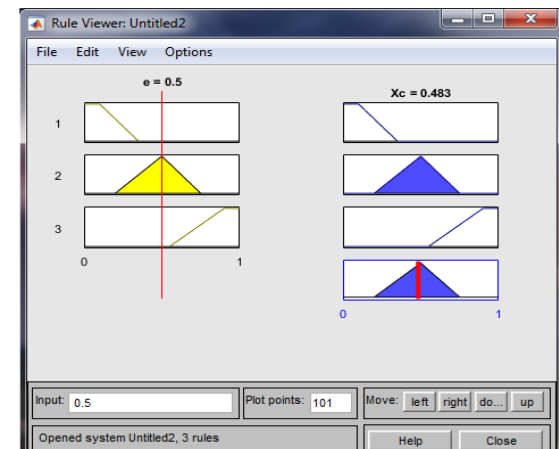 Rule Viewer: Untitled2
File Edit View Options
e = 0.5
Xc = 0.483
1
2
3
0 1
0 1
Input: 0.5 Plot points: 101 Move: left right do... up
Opened system Untitled2, 3 rules Help Close